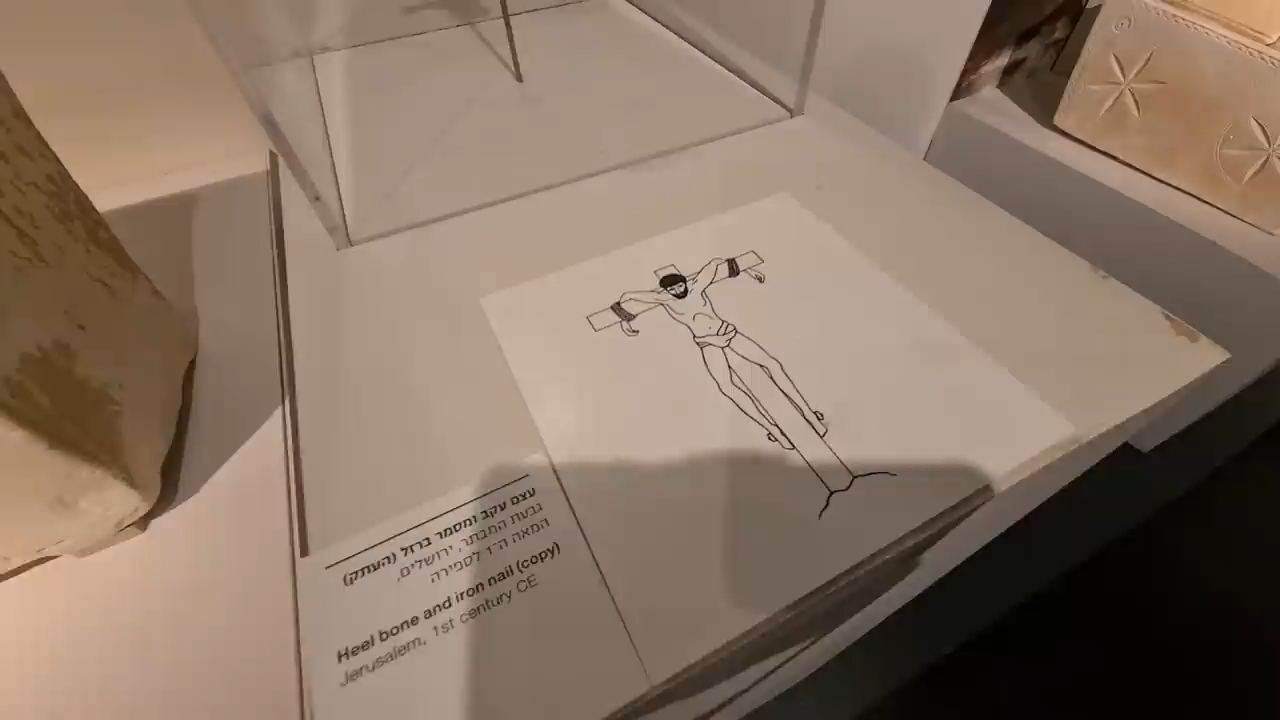 עצם עקב ומסמר ברזל (העתק)
גבעת המבתר, ירושלים,
המאה ה־1 לספירה
Heel bone and iron nail (copy)
Jerusalem, 1st century CE